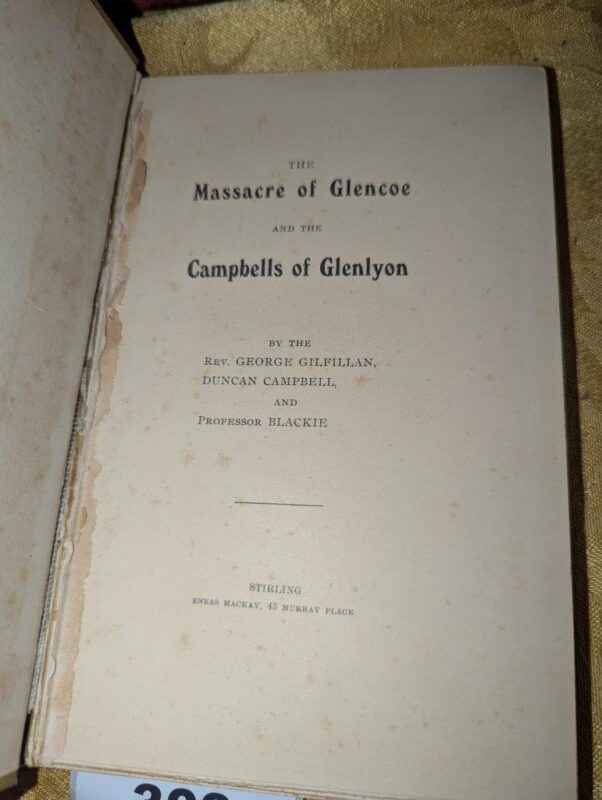 THE
Massacre of Glencoe
AND THE
Campbells of Glenlyon
BY THE
REV. GEORGE GILFILLAN,
DUNCAN CAMPBELL,
AND
PROFESSOR BLACKIE
STIRLING
ENEAS MACKAY, 43 MURRAY PLACE